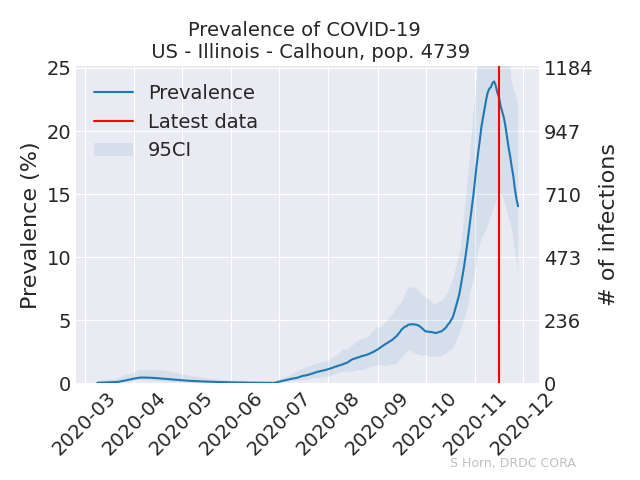 Prevalence of COVID-19
US - Illinois - Calhoun, pop. 4739
Prevalence (%)
25
20
15
10
5
0
Prevalence
Latest data
95CI
1184
947
710
473
236
0
# of infections
2020-03
2020-04
2020-05
2020-06
2020-07
2020-08
2020-09
2020-10
2020-11
2020-12
S Horn, DRDC CORA